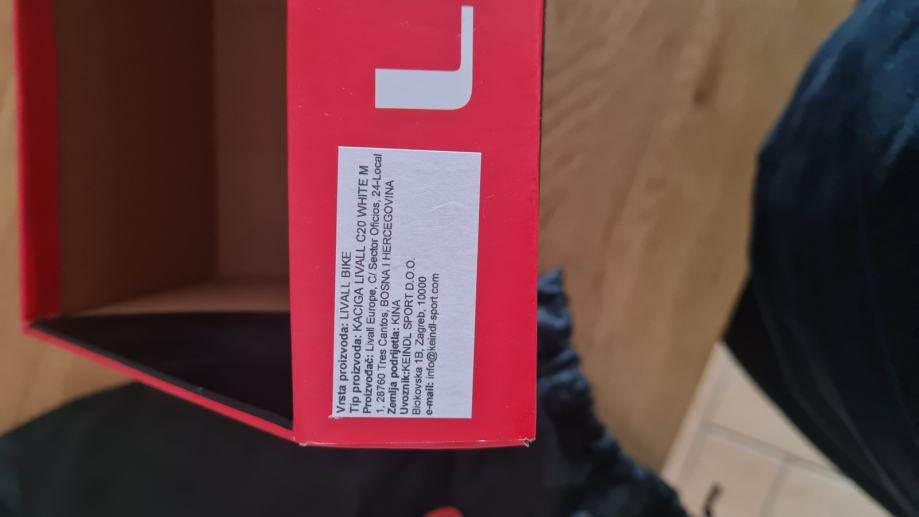 L
Vrsta proizvoda: LIVALL BIKE
Tip proizvoda: KACIGA LIVALL C20 WHITE M
Proizvođač: Livall Europe, C/ Sector Oficios, 24-Local
1, 28760 Tres Cantos, BOSNA I HERCEGOVINA
Zemlja podrijetla: KINA
Uvoznik:KEINDL SPORT D.O.O.
Biokovska 1B, Zagreb, 10000
e-mail: info@keindl-sport.com